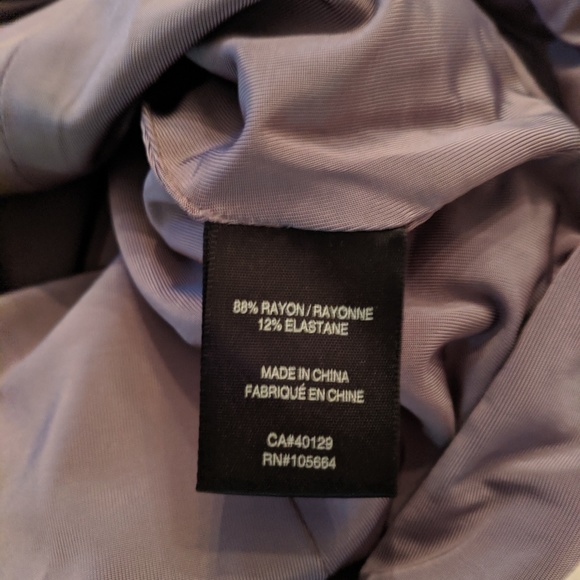 88% RAYON / RAYONNE
12% ELASTANE
MADE IN CHINA
FABRIQUÉ EN CHINE
CA#40129
RN#105664